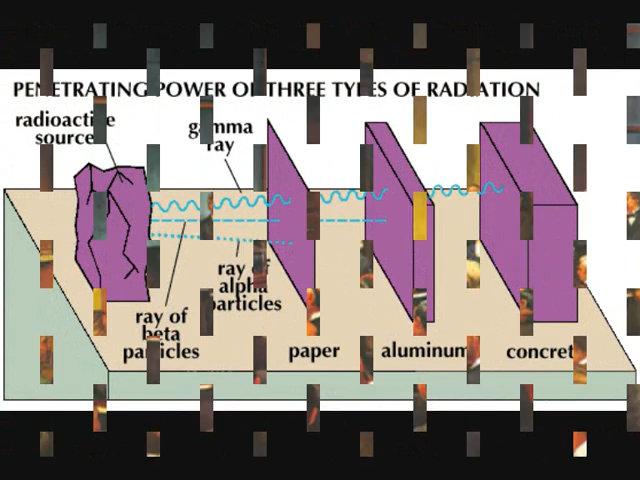 PENETRATING POWER OF THREE TYPES OF RADIATION
radioactive
source
gamma
ray
ray of
alpha
particles
ray of
beta
particles
paper
aluminum
concrete